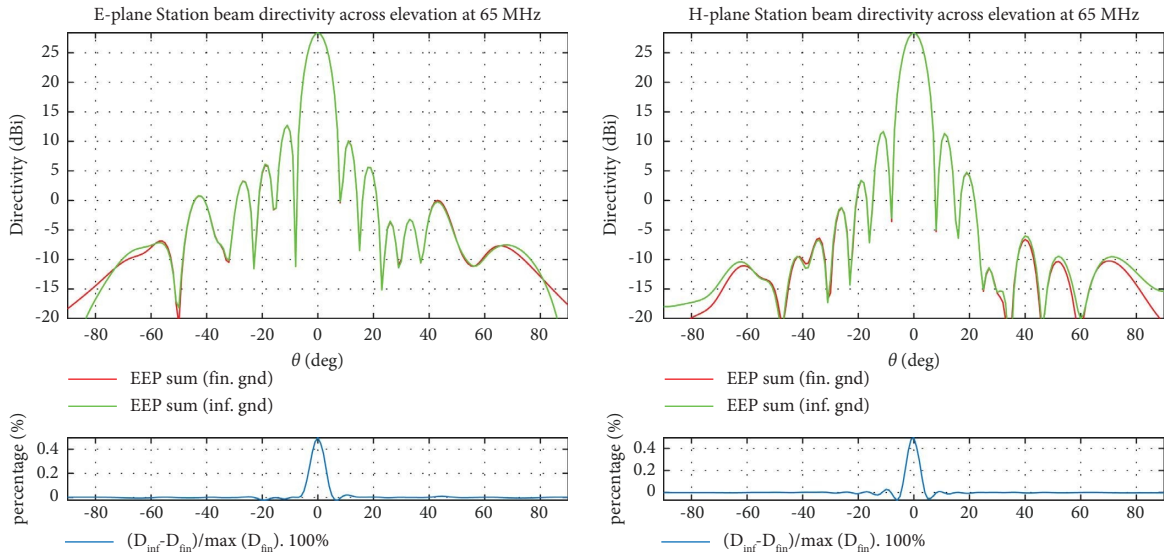 E-plane Station beam directivity across elevation at 65 MHz
25
20
15
10
5
0
-5
-10
-15
-20
Directivity (dBi)
-80 -60 -40 -20 0 20 40 60 80
θ (deg)
EEP sum (fin. gnd)
EEP sum (inf. gnd)
0.4
0.2
0
percentage (%)
-80 -60 -40 -20 0 20 40 60 80
(D_inf-D_fin)/max (D_fin). 100%
H-plane Station beam directivity across elevation at 65 MHz
25
20
15
10
5
0
-5
-10
-15
-20
Directivity (dBi)
-80 -60 -40 -20 0 20 40 60 80
θ (deg)
EEP sum (fin. gnd)
EEP sum (inf. gnd)
0.4
0.2
0
percentage (%)
-80 -60 -40 -20 0 20 40 60 80
(D_inf-D_fin)/max (D_fin). 100%